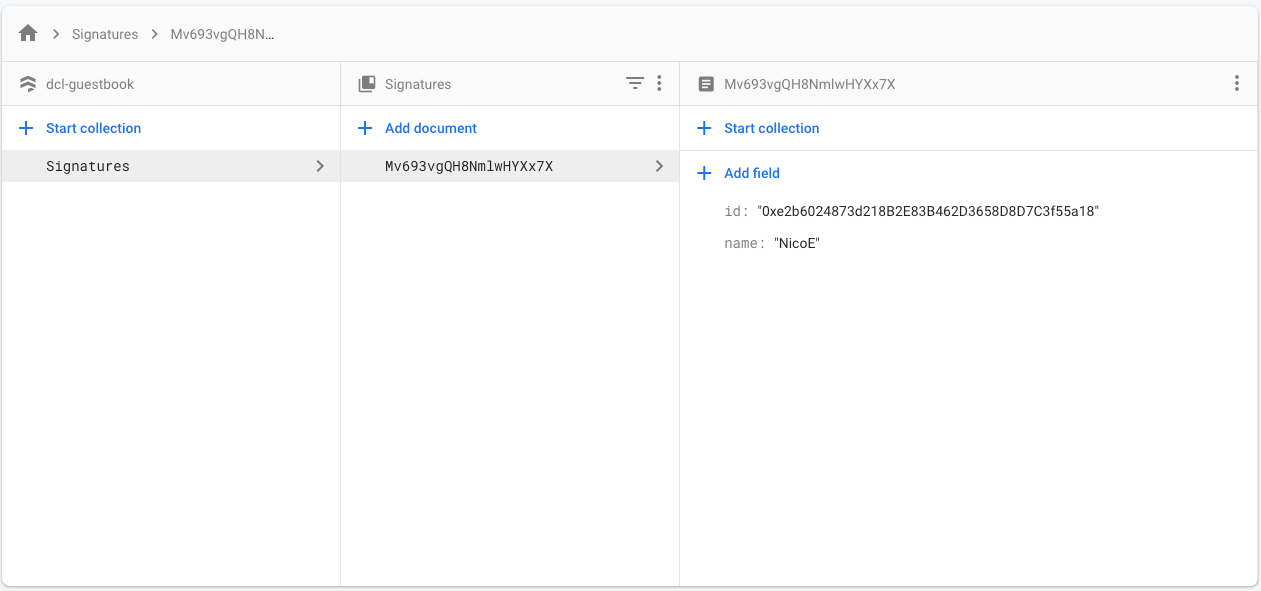 Signatures Mv693vgQH8N...
dcl-guestbook
Signatures
Mv693vgQH8NmlwHYXx7X
Start collection
Add document
Start collection
Signatures
Mv693vgQH8NmlwHYXx7X
Add field
id: "0xe2b6024873d218B2E83B462D3658D8D7C3f55a18"
name: "NicoE"